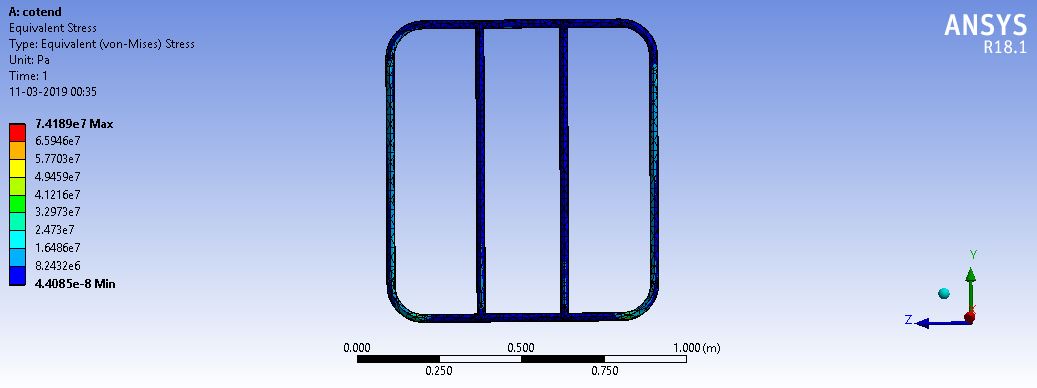 A: cotend
Equivalent Stress
Type: Equivalent (von-Mises) Stress
Unit: Pa
Time: 1
11-03-2019 00:35
7.4189e7 Max
6.5946e7
5.7703e7
4.9459e7
4.1216e7
3.2973e7
2.473e7
1.6486e7
8.2432e6
4.4085e-8 Min
ANSYS
R18.1
Y
Z
0.000 0.500 1.000 (m)
0.250 0.750